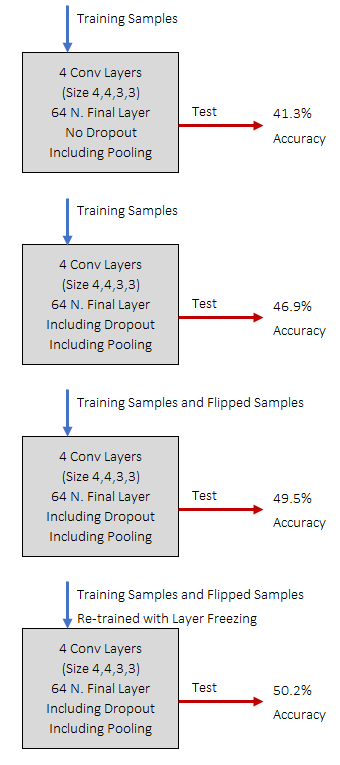 Training Samples
4 Conv Layers
(Size 4,4,3,3)
64 N. Final Layer
No Dropout
Including Pooling
Test
41.3%
Accuracy
Training Samples
4 Conv Layers
(Size 4,4,3,3)
64 N. Final Layer
Including Dropout
Including Pooling
Test
46.9%
Accuracy
Training Samples and Flipped Samples
4 Conv Layers
(Size 4,4,3,3)
64 N. Final Layer
Including Dropout
Including Pooling
Test
49.5%
Accuracy
Training Samples and Flipped Samples
Re-trained with Layer Freezing
4 Conv Layers
(Size 4,4,3,3)
64 N. Final Layer
Including Dropout
Including Pooling
Test
50.2%
Accuracy